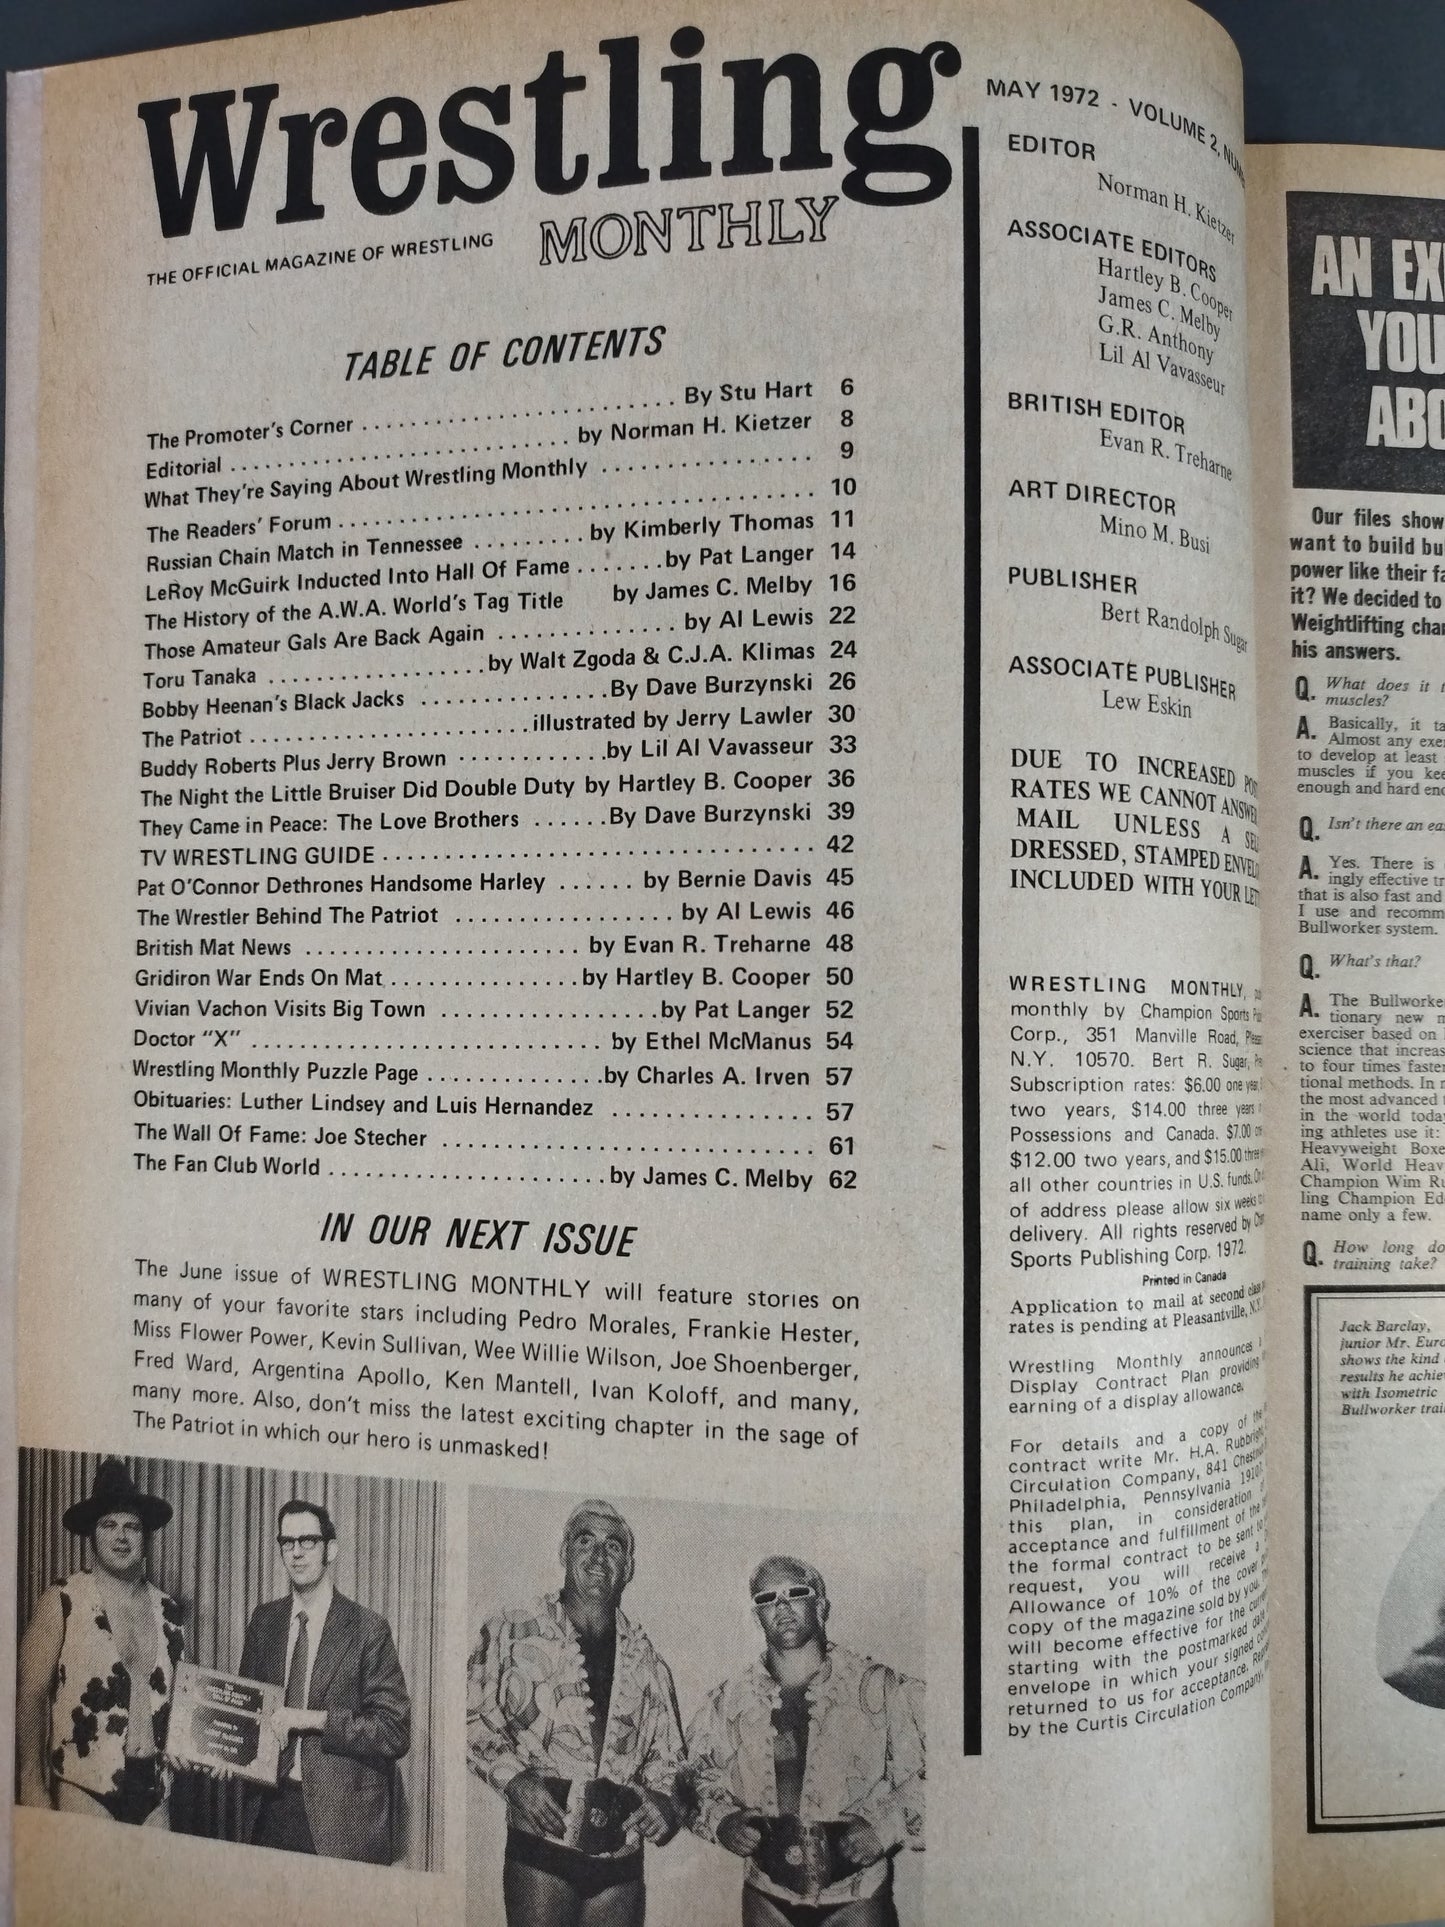 Wrestling
MONTHLY
THE OFFICIAL MAGAZINE OF WRESTLING
TABLE OF CONTENTS
The Promoter's Corner . . . . . . . . . . . . . . . . . . . . . . . . . By Stu Hart 6
Editorial . . . . . . . . . . . . . . . . . . . . . . . . . . . by Norman H. Kietzer 8
What They're Saying About Wrestling Monthly . . . . . . . . . . . . . . . . 9
The Readers' Forum . . . . . . . . . . . . . . . . . . . . . . . . . . . . . . . . . . . 10
Russian Chain Match in Tennessee . . . . . . . . . by Kimberly Thomas 11
LeRoy McGuirk Inducted Into Hall Of Fame . . . . . . . by Pat Langer 14
The History of the A.W.A. World's Tag Title by James C. Melby 16
Those Amateur Gals Are Back Again . . . . . . . . . . . . . . by Al Lewis 22
Toru Tanaka . . . . . . . . . . . . . . . . . by Walt Zgoda & C.J.A. Klimas 24
Bobby Heenan's Black Jacks . . . . . . . . . . . . . . By Dave Burzynski 26
The Patriot . . . . . . . . . . . . . . . . . . . . . . illustrated by Jerry Lawler 30
Buddy Roberts Plus Jerry Brown . . . . . . . . . . . . by Lil Al Vavasseur 33
The Night the Little Bruiser Did Double Duty by Hartley B. Cooper 36
They Came in Peace: The Love Brothers . . . . . . By Dave Burzynski 39
TV WRESTLING GUIDE . . . . . . . . . . . . . . . . . . . . . . . . . . . . . . . . 42
Pat O'Connor Dethrones Handsome Harley . . . . . . by Bernie Davis 45
The Wrestler Behind The Patriot . . . . . . . . . . . . . . . . . by Al Lewis 46
British Mat News . . . . . . . . . . . . . . . . . . . . . by Evan R. Treharne 48
Gridiron War Ends On Mat . . . . . . . . . . . . . . . by Hartley B. Cooper 50
Vivian Vachon Visits Big Town . . . . . . . . . . . . . . . . . by Pat Langer 52
Doctor "X" . . . . . . . . . . . . . . . . . . . . . . . . . . . by Ethel McManus 54
Wrestling Monthly Puzzle Page . . . . . . . . . . . . . by Charles A. Irven 57
Obituaries: Luther Lindsey and Luis Hernandez . . . . . . . . . . . . . . . 57
The Wall Of Fame: Joe Stecher . . . . . . . . . . . . . . . . . . . . . . . . . . . . 61
The Fan Club World . . . . . . . . . . . . . . . . . . . . . by James C. Melby 62
IN OUR NEXT ISSUE
The June issue of WRESTLING MONTHLY will feature stories on
many of your favorite stars including Pedro Morales, Frankie Hester,
Miss Flower Power, Kevin Sullivan, Wee Willie Wilson, Joe Shoenberger,
Fred Ward, Argentina Apollo, Ken Mantell, Ivan Koloff, and many,
many more. Also, don't miss the latest exciting chapter in the sage of
The Patriot in which our hero is unmasked!
MAY 1972 - VOLUME 2,
EDITOR
Norman H. Kietzer
ASSOCIATE EDITORS
Hartley B. Cooper
James C. Melby
G.R. Anthony
Lil Al Vavasseur
BRITISH EDITOR
Evan R. Treharne
ART DIRECTOR
Mino M. Busi
PUBLISHER
Bert Randolph Sugar
ASSOCIATE PUBLISHER
Lew Eskin
DUE TO INCREASED
RATES WE CANNOT
MAIL UNLESS A
DRESSED, STAMPED
INCLUDED WITH YOUR
WRESTLING MONTHLY,
monthly by Champion Sports
Corp., 351 Manville Road,
N.Y. 10570. Bert R. Sugar,
Subscription rates: $6.00 one year,
two years, $14.00 three years
Possessions and Canada. $7.00
$12.00 two years, and $15.00 three
all other countries in U.S. funds.
of address please allow six weeks
delivery. All rights reserved by
Sports Publishing Corp. 1972.
Printed in Canada
Application to mail at second class
rates is pending at Pleasantville,
Wrestling Monthly announces
Display Contract Plan providing
earning of a display allowance.
For details and a copy of the
contract write Mr. H.A.
Circulation Company, 841
Philadelphia, Pennsylvania
this plan, in consideration
acceptance and fulfillment of the
the formal contract to be sent
request, you will receive a
Allowance of 10% of the cover
copy of the magazine sold by you.
will become effective for the
starting with the postmarked date
envelope in which your signed
returned to us for acceptance.
by the Curtis Circulation Company.
AN
YOU
Our files show
want to build
power like their
it? We decided to
Weightlifting
his answers.
Q. What does it
muscles?
A. Basically, it
Almost any
to develop at least
muscles if you
enough and hard
Q. Isn't there an
A. Yes. There is
ingly effective
that is also fast and
I use and
Bullworker system.
Q. What's that?
A. The
tionary new
exerciser based on
science that
to four times faster
tional methods. In
the most advanced
in the world
ing athletes use it:
Heavyweight
Ali, World
Champion Wim
ling Champion
name only a few.
Q. How long
training take?
Jack Barclay,
junior Mr.
shows the kind
results he
with Isometric
Bullworker